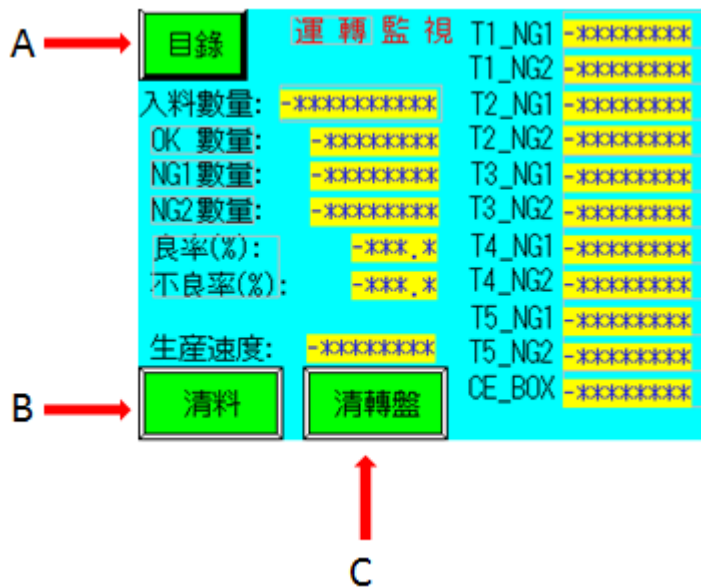 A
目錄
運轉監視
入料數量: -**********
OK 數量: -********
NG1數量: -********
NG2數量: -********
良率(%): -***.*
不良率(%): -***.*
生産速度: -********
B
清料
清轉盤
C
T1_NG1 -********
T1_NG2 -********
T2_NG1 -********
T2_NG2 -********
T3_NG1 -********
T3_NG2 -********
T4_NG1 -********
T4_NG2 -********
T5_NG1 -********
T5_NG2 -********
CE_BOX -********